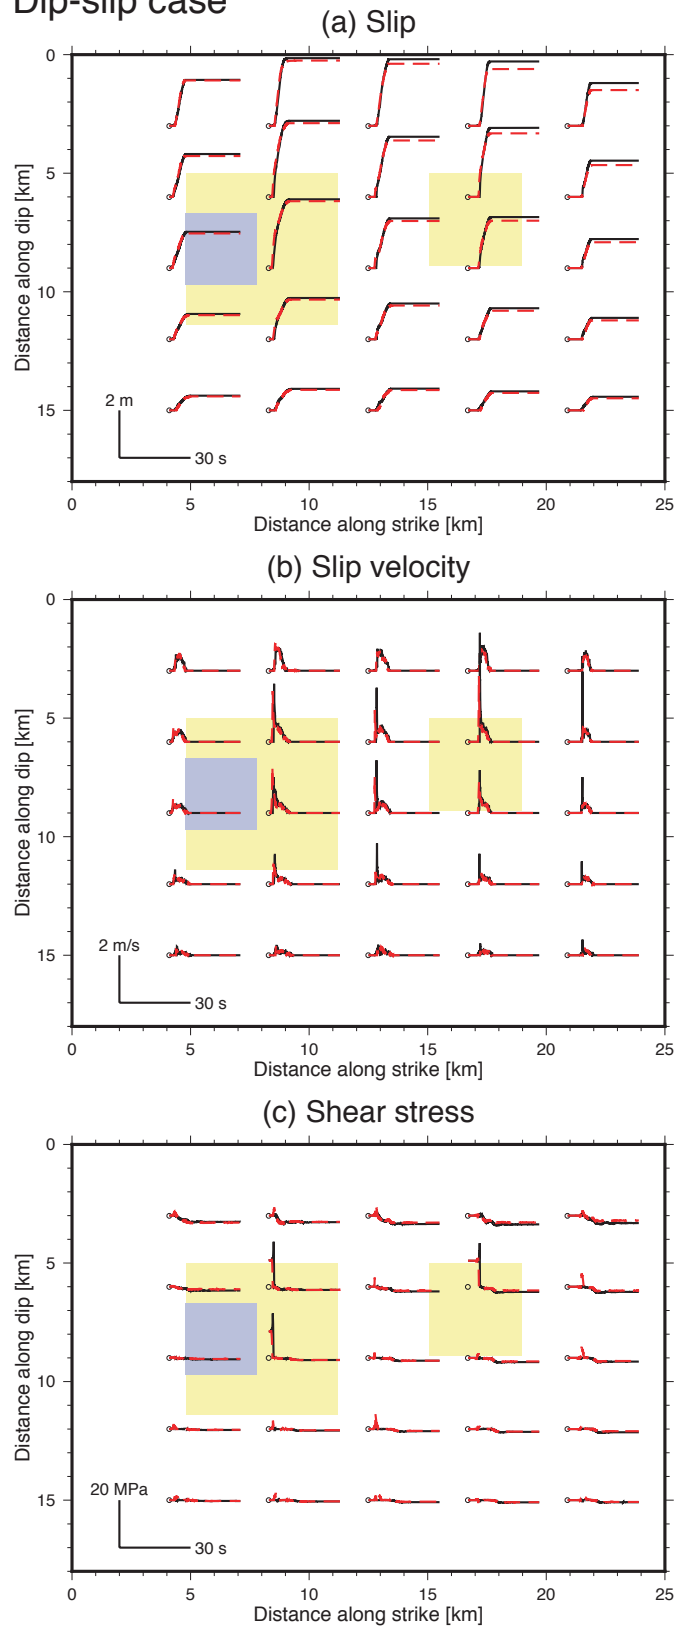 Dip-slip case
(a) Slip
0
5
10
15
Distance along dip [km]
2 m
30 s
0 5 10 15 20 25
Distance along strike [km]
(b) Slip velocity
0
5
10
15
Distance along dip [km]
2 m/s
30 s
0 5 10 15 20 25
Distance along strike [km]
(c) Shear stress
0
5
10
15
Distance along dip [km]
20 MPa
30 s
0 5 10 15 20 25
Distance along strike [km]